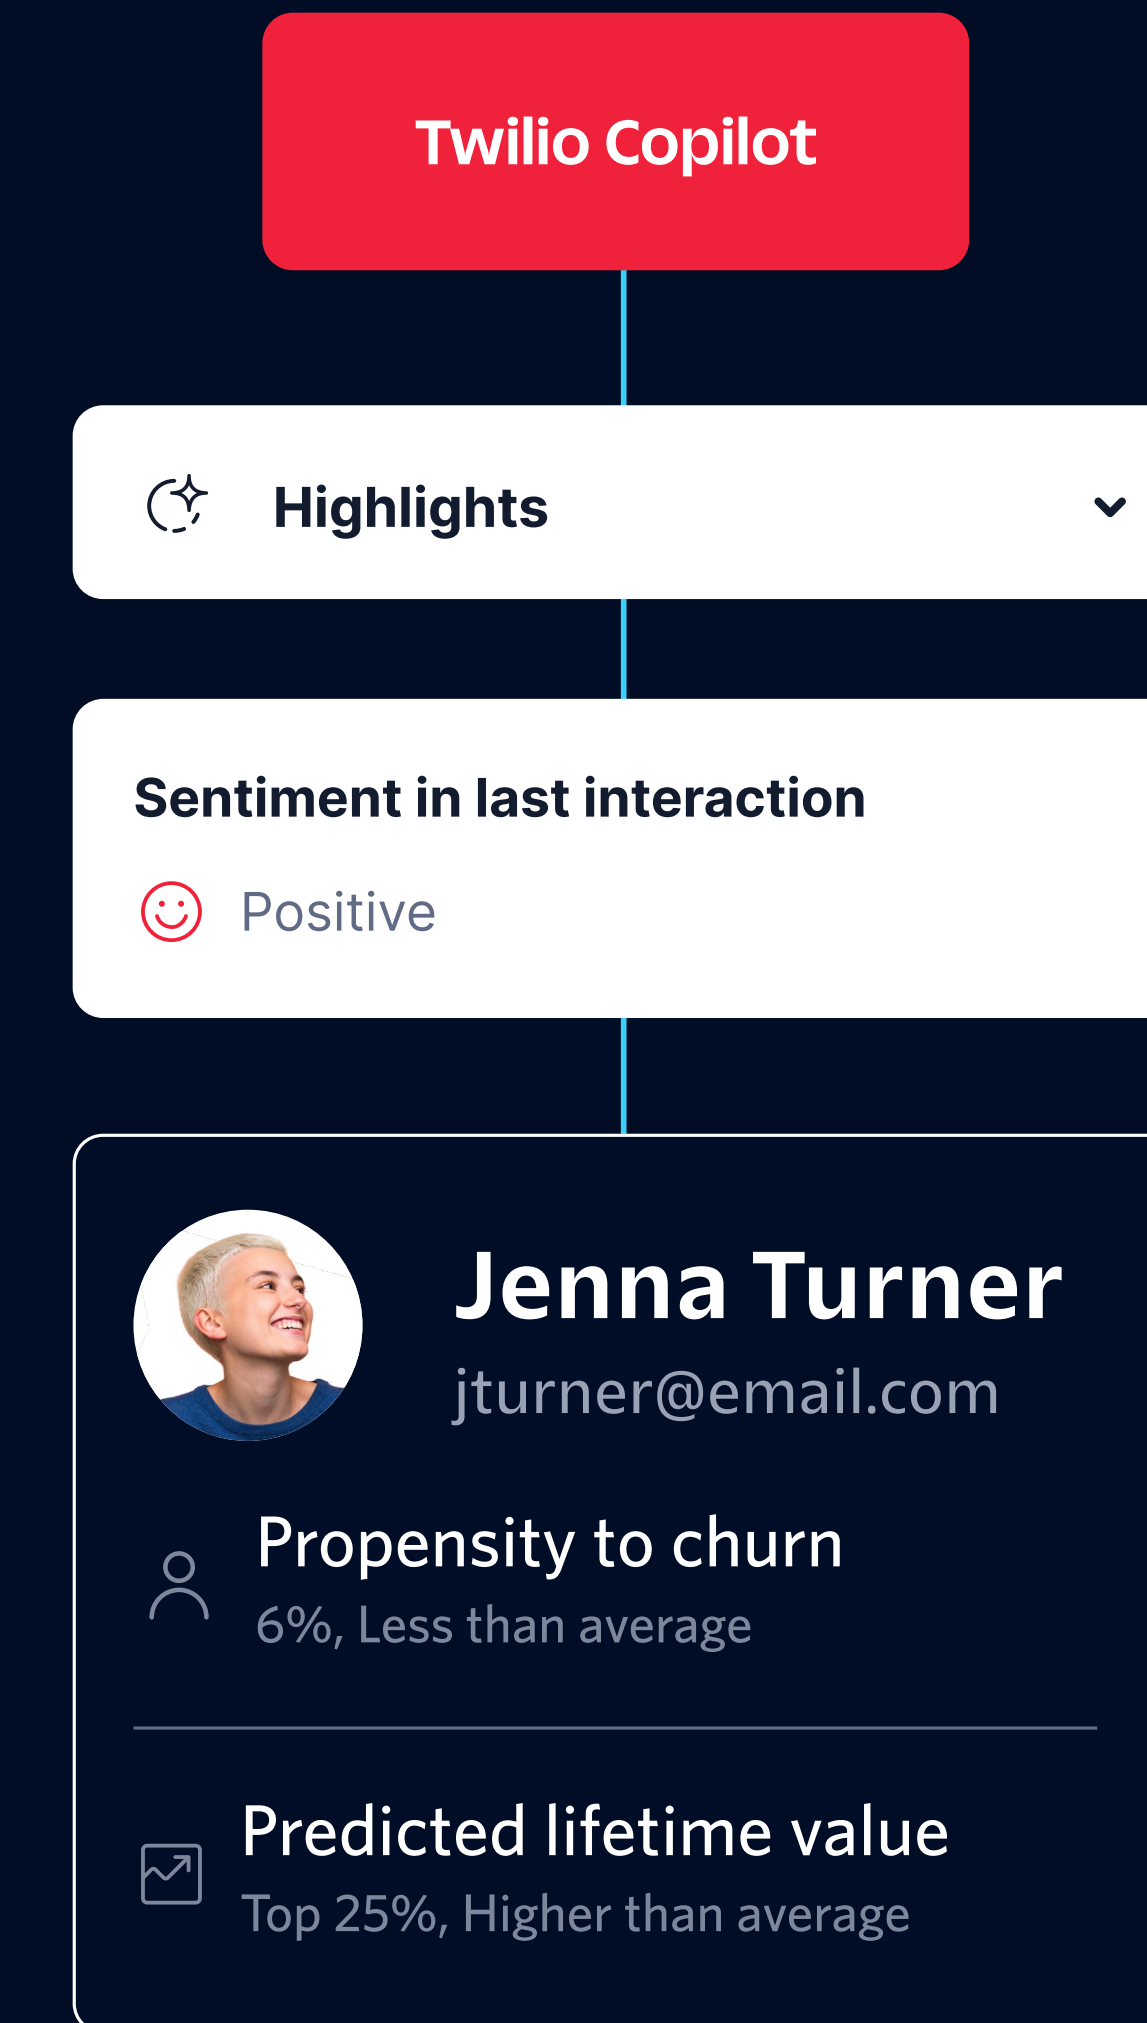 Twilio Copilot
Highlights
Sentiment in last interaction
Positive
Jenna Turner
jturner@email.com
Propensity to churn
6%, Less than average
Predicted lifetime value
Top 25%, Higher than average